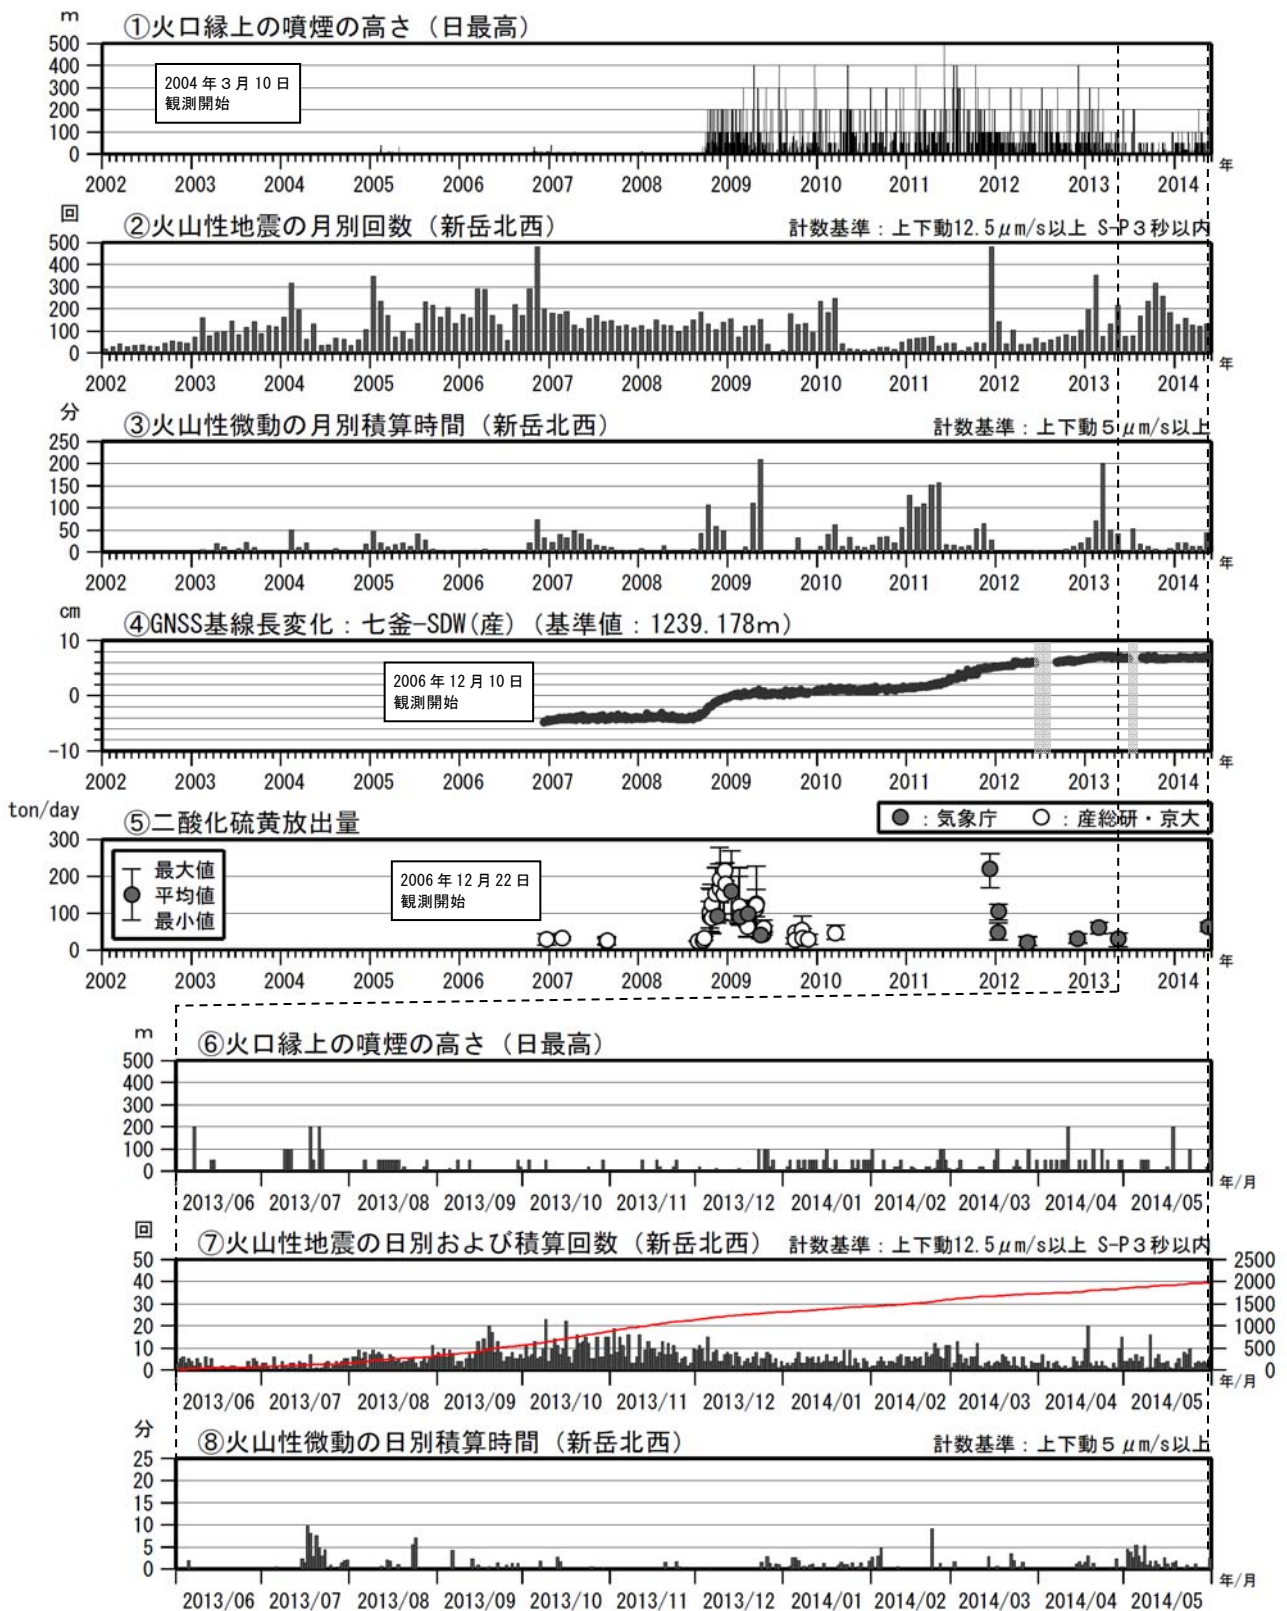 m
①火口縁上の噴煙の高さ（日最高）
500
400
300
200
100
0
2004年3月10日
観測開始
2002 2003 2004 2005 2006 2007 2008 2009 2010 2011 2012 2013 2014 年
回
②火山性地震の月別回数（新岳北西） 計数基準：上下動12.5μm/s以上 S-P3秒以内
500
400
300
200
100
0
2002 2003 2004 2005 2006 2007 2008 2009 2010 2011 2012 2013 2014 年
分
③火山性微動の月別積算時間（新岳北西） 計数基準：上下動5μm/s以上
250
200
150
100
50
0
2002 2003 2004 2005 2006 2007 2008 2009 2010 2011 2012 2013 2014 年
cm
④GNSS基線長変化：七釜-SDW(産)（基準値：1239.178m）
10
0
-10
2006年12月10日
観測開始
2002 2003 2004 2005 2006 2007 2008 2009 2010 2011 2012 2013 2014 年
ton/day
⑤二酸化硫黄放出量 ：気象庁 ：産総研・京大
300
200
100
0
最大値
平均値
最小値
2006年12月22日
観測開始
2002 2003 2004 2005 2006 2007 2008 2009 2010 2011 2012 2013 2014 年
m
⑥火口縁上の噴煙の高さ（日最高）
500
400
300
200
100
0
2013/06 2013/07 2013/08 2013/09 2013/10 2013/11 2013/12 2014/01 2014/02 2014/03 2014/04 2014/05 年/月
回
⑦火山性地震の日別および積算回数（新岳北西） 計数基準：上下動12.5μm/s以上 S-P3秒以内
50 2500
40 2000
30 1500
20 1000
10 500
0 0
2013/06 2013/07 2013/08 2013/09 2013/10 2013/11 2013/12 2014/01 2014/02 2014/03 2014/04 2014/05 年/月
分
⑧火山性微動の日別積算時間（新岳北西） 計数基準：上下動5μm/s以上
25
20
15
10
5
0
2013/06 2013/07 2013/08 2013/09 2013/10 2013/11 2013/12 2014/01 2014/02 2014/03 2014/04 2014/05 年/月